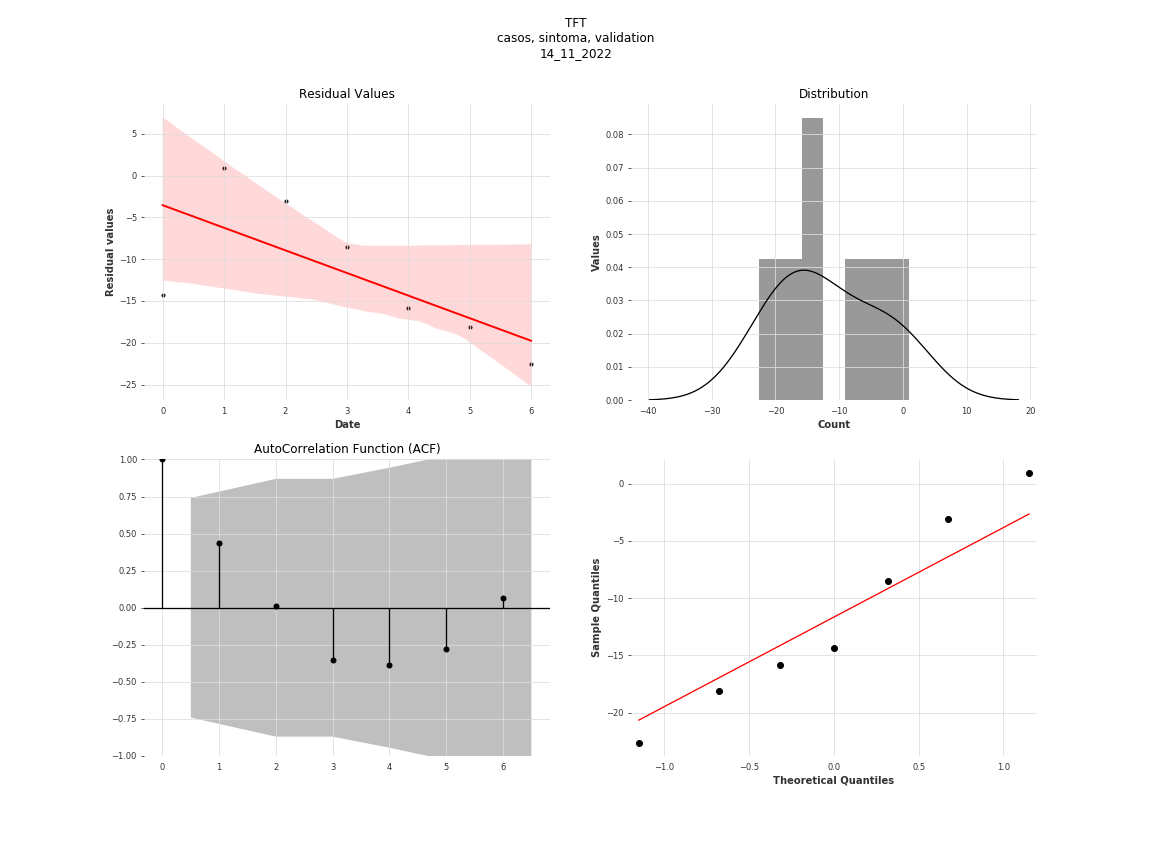 TFT
casos, sintoma, validation
14_11_2022
Residual Values
Residual values
5
0
−5
−10
−15
−20
−25
0 1 2 3 4 5 6
Date
Distribution
Values
0.08
0.07
0.06
0.05
0.04
0.03
0.02
0.01
0.00
−40 −30 −20 −10 0 10 20
Count
AutoCorrelation Function (ACF)
1.00
0.75
0.50
0.25
0.00
−0.25
−0.50
−0.75
−1.00
0 1 2 3 4 5 6
Sample Quantiles
0
−5
−10
−15
−20
−1.0 −0.5 0.0 0.5 1.0
Theoretical Quantiles